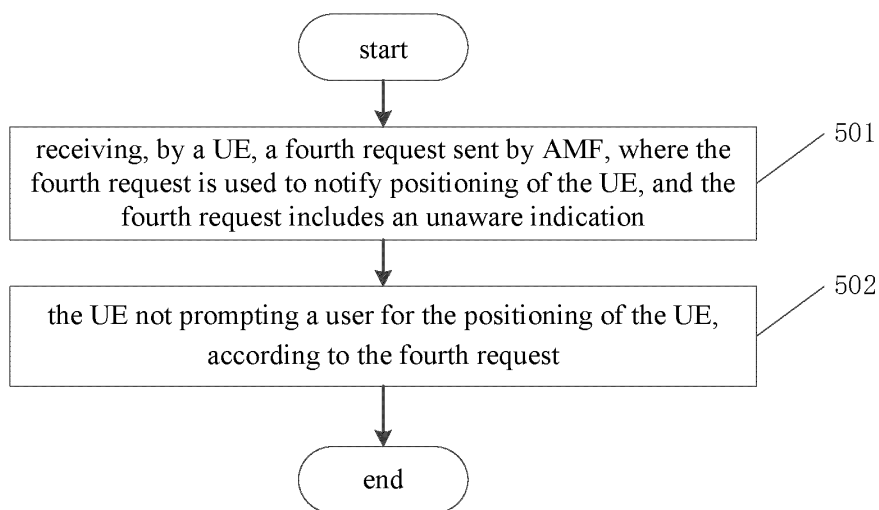 start
receiving, by a UE, a fourth request sent by AMF, where the
fourth request is used to notify positioning of the UE, and the
fourth request includes an unaware indication
501
the UE not prompting a user for the positioning of the UE,
according to the fourth request
502
end